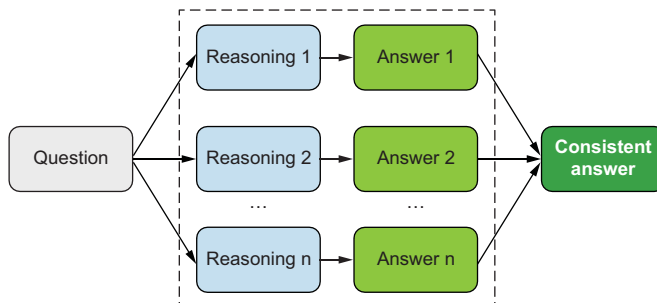 Reasoning 1
Answer 1
Question
Reasoning 2
Answer 2
Consistent
answer
...
...
Reasoning n
Answer n